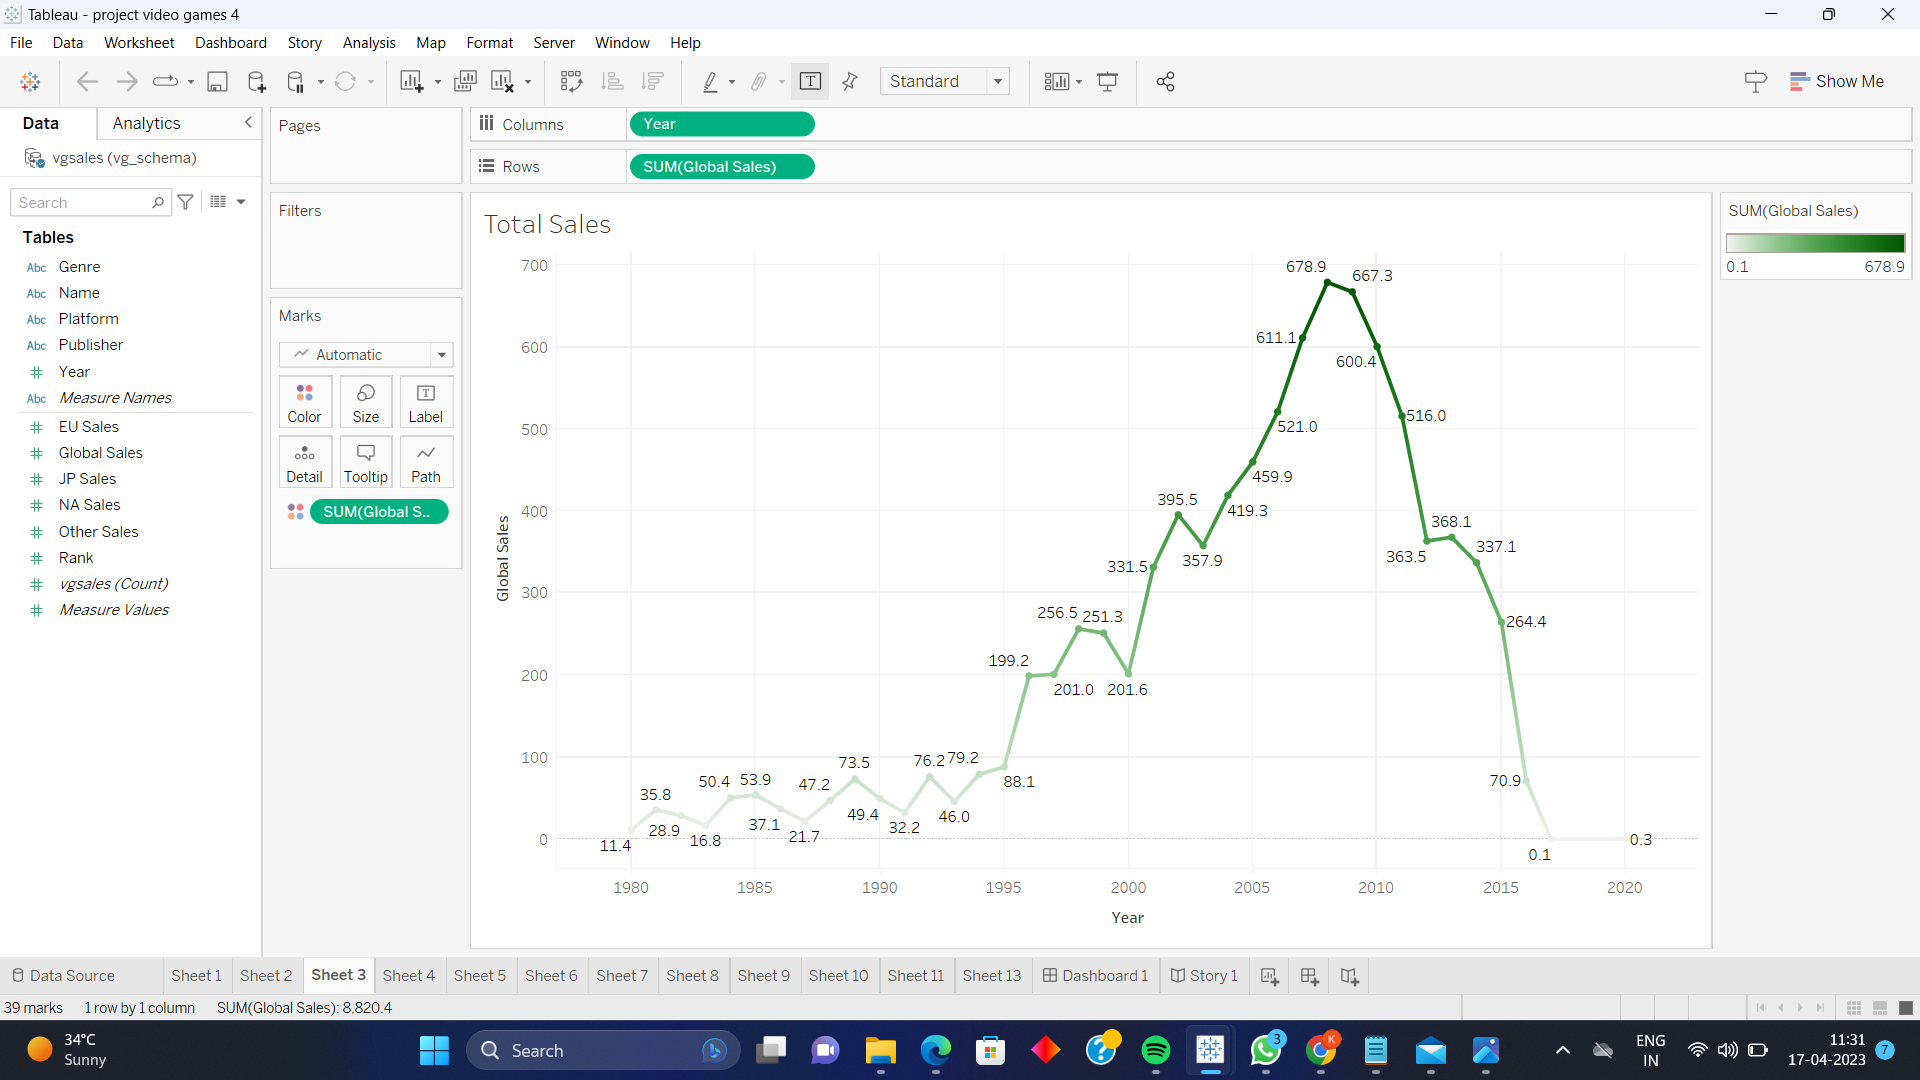 Tableau - project video games 4
File Data Worksheet Dashboard Story Analysis Map Format Server Window Help
Standard
Show Me
Data Analytics
vgsales (vg_schema)
Search
Tables
Abc Genre
Abc Name
Abc Platform
Abc Publisher
# Year
Abc Measure Names
# EU Sales
# Global Sales
# JP Sales
# NA Sales
# Other Sales
# Rank
# vgsales (Count)
# Measure Values
Pages
Filters
Marks
Automatic
Color Size Label
Detail Tooltip Path
SUM(Global S..
Columns Year
Rows SUM(Global Sales)
Total Sales
Global Sales
700
600
500
400
300
200
100
0
11.4
35.8
28.9
16.8
50.4
53.9
37.1
21.7
47.2
73.5
49.4
32.2
76.2
46.0
79.2
88.1
199.2
201.0
256.5
251.3
201.6
331.5
395.5
357.9
419.3
459.9
521.0
611.1
678.9
667.3
600.4
516.0
363.5
368.1
337.1
264.4
70.9
0.1
0.3
1980 1985 1990 1995 2000 2005 2010 2015 2020
Year
SUM(Global Sales)
0.1 678.9
Data Source Sheet 1 Sheet 2 Sheet 3 Sheet 4 Sheet 5 Sheet 6 Sheet 7 Sheet 8 Sheet 9 Sheet 10 Sheet 11 Sheet 13 Dashboard 1 Story 1
39 marks 1 row by 1 column SUM(Global Sales): 8,820.4
34°C
Sunny
Search
3
K
ENG
IN
11:31
17-04-2023
7